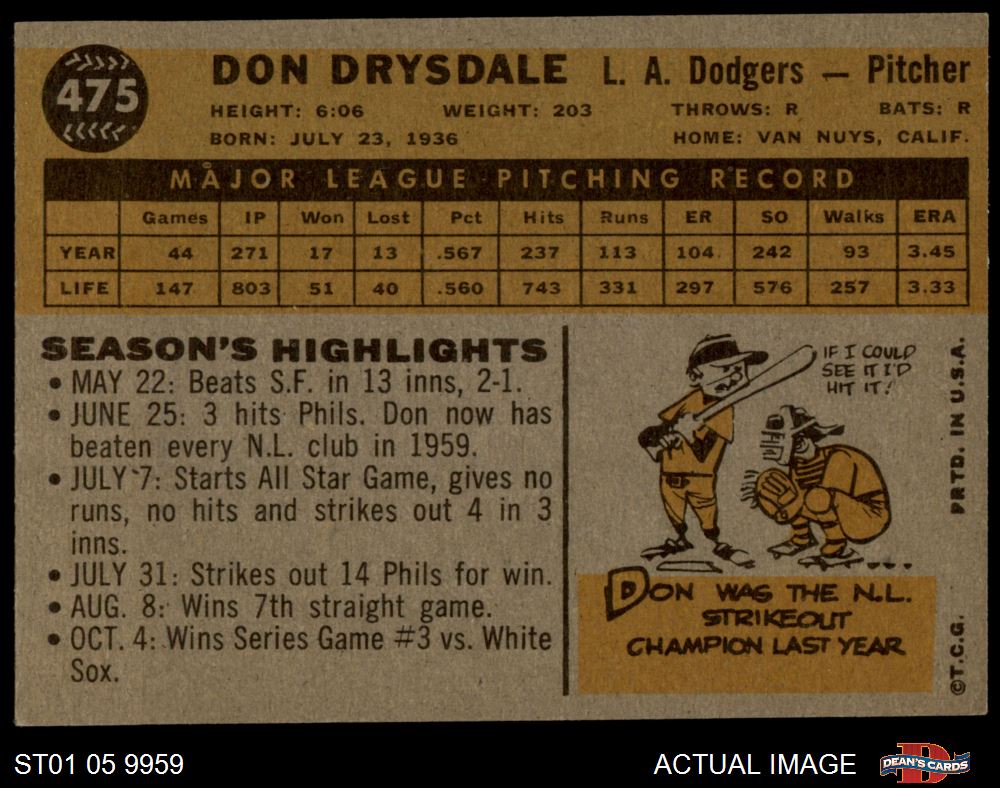 475
DON DRYSDALE L. A. Dodgers — Pitcher
HEIGHT: 6:06 WEIGHT: 203 THROWS: R BATS: R
BORN: JULY 23, 1936 HOME: VAN NUYS, CALIF.
MAJOR LEAGUE PITCHING RECORD
Games IP Won Lost Pct Hits Runs ER SO Walks ERA
YEAR 44 271 17 13 .567 237 113 104 242 93 3.45
LIFE 147 803 51 40 .560 743 331 297 576 257 3.33
SEASON'S HIGHLIGHTS
• MAY 22: Beats S.F. in 13 inns, 2-1.
• JUNE 25: 3 hits Phils. Don now has
beaten every N.L. club in 1959.
• JULY 7: Starts All Star Game, gives no
runs, no hits and strikes out 4 in 3
inns.
• JULY 31: Strikes out 14 Phils for win.
• AUG. 8: Wins 7th straight game.
• OCT. 4: Wins Series Game #3 vs. White
Sox.
IF I COULD
SEE IT I'D
HIT IT!
DON WAS THE N.L.
STRIKEOUT
CHAMPION LAST YEAR
©T.C.G. PRTD. IN U.S.A.
ST01 05 9959 ACTUAL IMAGE
D
DEAN'S CARDS